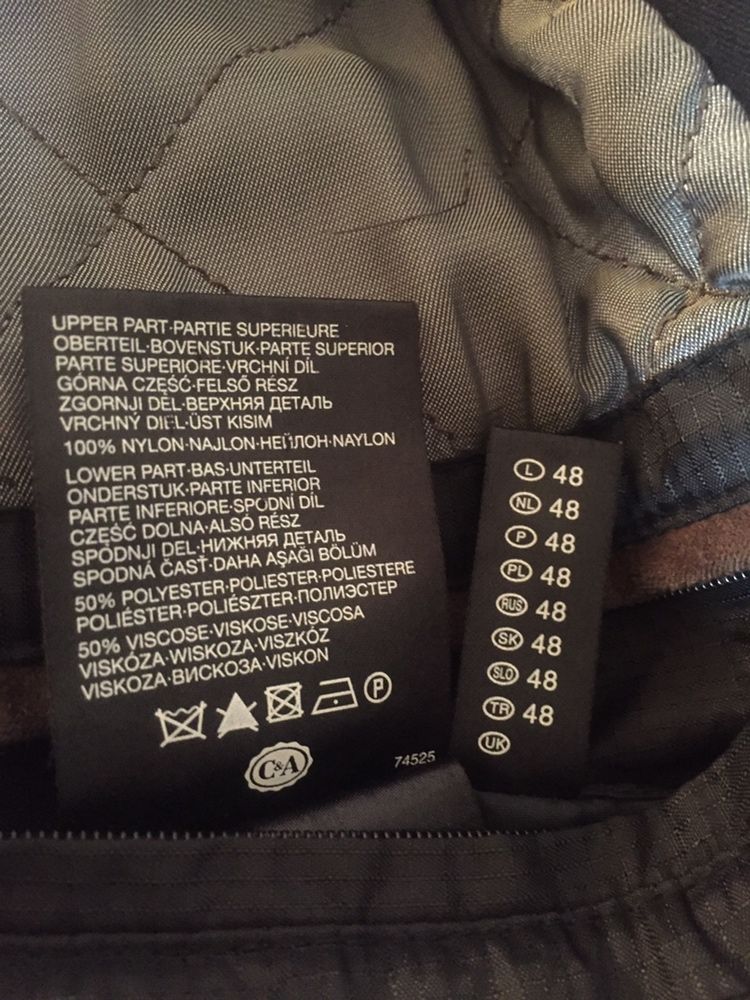 UPPER PART·PARTIE SUPERIEURE
OBERTEIL·BOVENSTUK·PARTE SUPERIOR
PARTE SUPERIORE·VRCHNÍ DÍL
GÓRNA CZĘŚĆ·FELSŐ RÉSZ
ZGORNJI DEL·ВЕРХНЯЯ ДЕТАЛЬ
VRCHNÝ DIEL·ÜST KISIM
100% NYLON·NAJLON·НЕЙЛОН·NAYLON
LOWER PART·BAS·UNTERTEIL
ONDERSTUK·PARTE INFERIOR
PARTE INFERIORE·SPODNÍ DÍL
CZĘŚĆ DOLNA·ALSÓ RÉSZ
SPODNJI DEL·НИЖНЯЯ ДЕТАЛЬ
SPODNÁ ČASŤ·DAHA AŞAĞI BÖLÜM
50% POLYESTER·POLIESTER·POLIESTERE
POLIÉSTER·POLIÉSZTER·ПОЛИЭСТЕР
50% VISCOSE·VISKOSE·VISCOSA
VISKÓZA·WISKOZA·VISZKÓZ
VISKOZA·ВИСКОЗА·VISKON
P
C&A
74525
L 48
NL 48
P 48
PL 48
RUS 48
SK 48
SLO 48
TR 48
UK